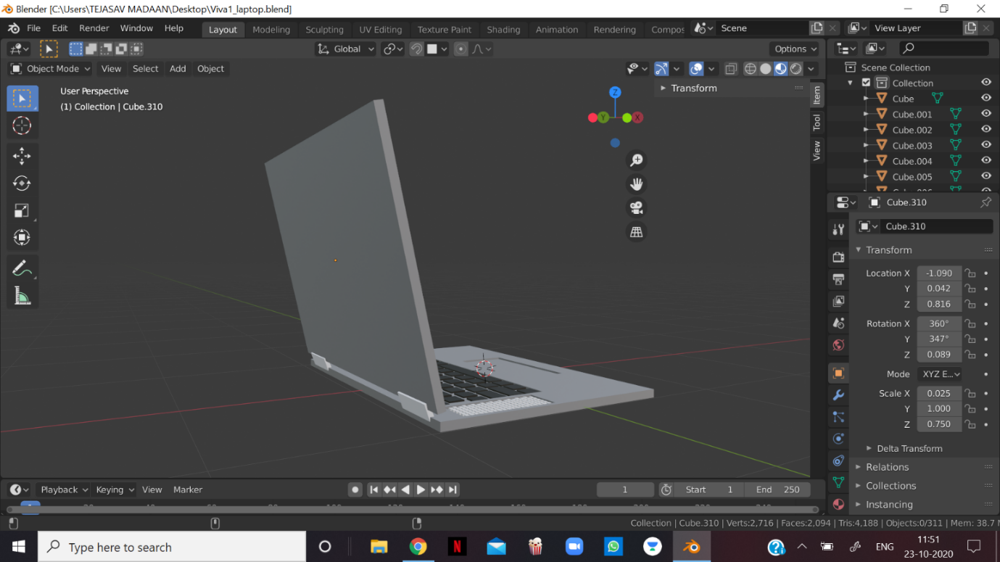 Blender [C:\Users\TEJASAV MADAAN\Desktop\Viva1_laptop.blend]
File Edit Render Window Help Layout Modeling Sculpting UV Editing Texture Paint Shading Animation Rendering Compos Scene View Layer
Global Options
Object Mode View Select Add Object
User Perspective
(1) Collection | Cube.310
Transform
Item
Tool
View
Z
Y
X
Scene Collection
Collection
Cube
Cube.001
Cube.002
Cube.003
Cube.004
Cube.005
Cube.310
Cube.310
Transform
Location X -1.090
Y 0.042
Z 0.816
Rotation X 360°
Y 347°
Z 0.089
Mode XYZ E...
Scale X 0.025
Y 1.000
Z 0.750
Delta Transform
Relations
Collections
Instancing
Playback Keying View Marker 1 Start 1 End 250
Collection | Cube.310 | Verts:2,716 | Faces:2,094 | Tris:4,188 | Objects:0/311 | Mem: 38.7
Type here to search
N
ENG
11:51
23-10-2020